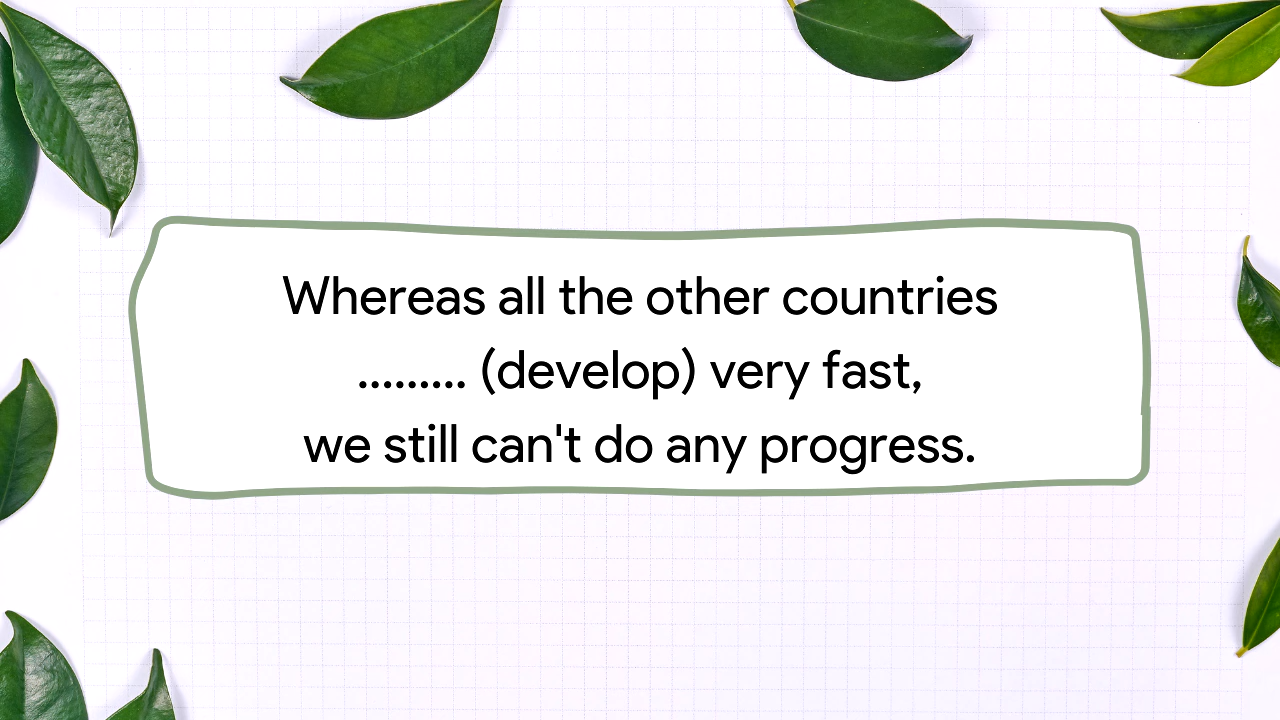 Whereas all the other countries
......... (develop) very fast,
we still can't do any progress.